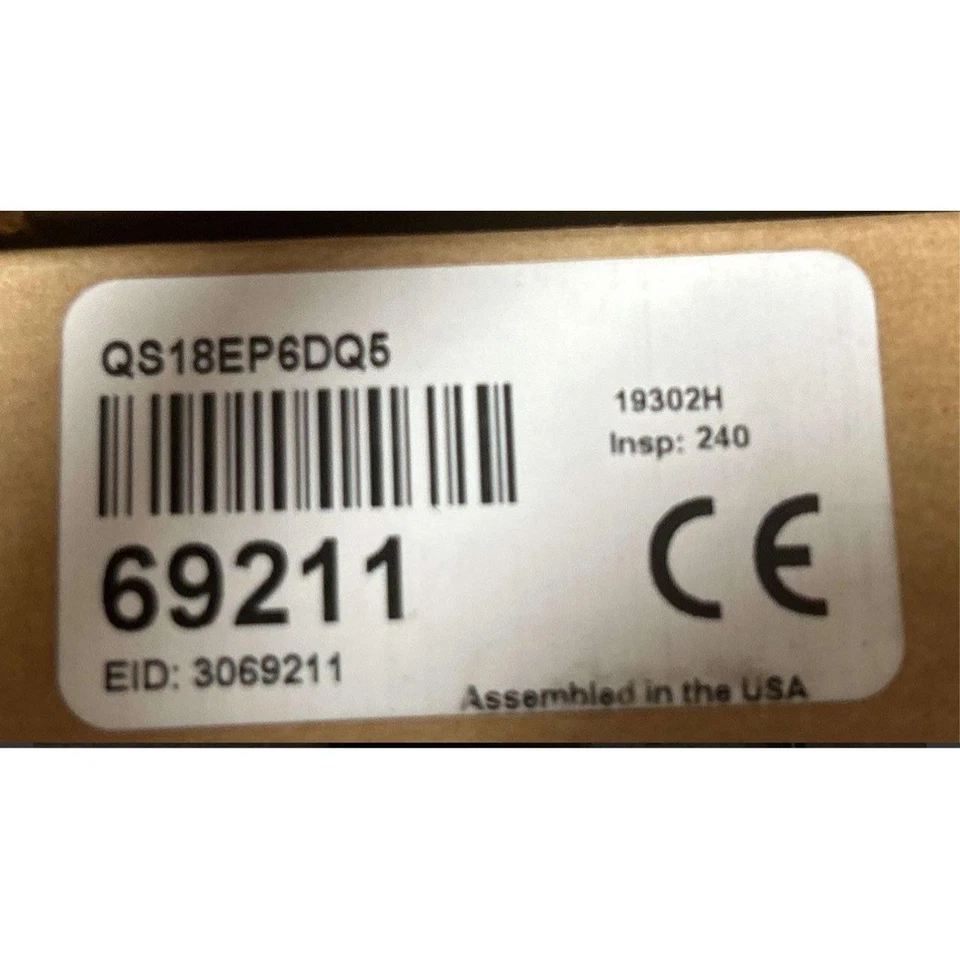 QS18EP6DQ5
19302H
Insp: 240
69211
CE
EID: 3069211
Assembled in the USA